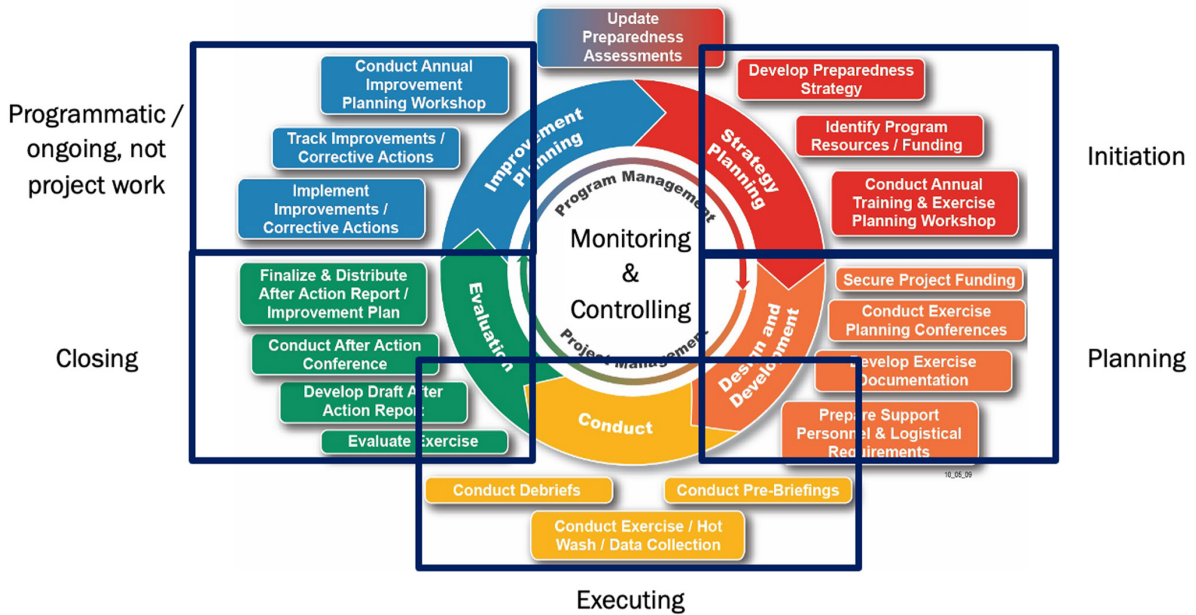 Update
Preparedness
Assessments
Conduct Annual
Improvement
Planning Workshop
Track Improvements /
Corrective Actions
Implement
Improvements /
Corrective Actions
Programmatic /
ongoing, not
project work
Develop Preparedness
Strategy
Identify Program
Resources / Funding
Conduct Annual
Training & Exercise
Planning Workshop
Initiation
Improvement
Planning
Strategy
Planning
Program Management
Monitoring
&
Controlling
Project Management
Evaluation
Design and
Development
Conduct
Finalize & Distribute
After Action Report /
Improvement Plan
Conduct After Action
Conference
Develop Draft After
Action Report
Evaluate Exercise
Closing
Secure Project Funding
Conduct Exercise
Planning Conferences
Develop Exercise
Documentation
Prepare Support
Personnel & Logistical
Requirements
Planning
10_05_09
Conduct Debriefs
Conduct Pre-Briefings
Conduct Exercise / Hot
Wash / Data Collection
Executing